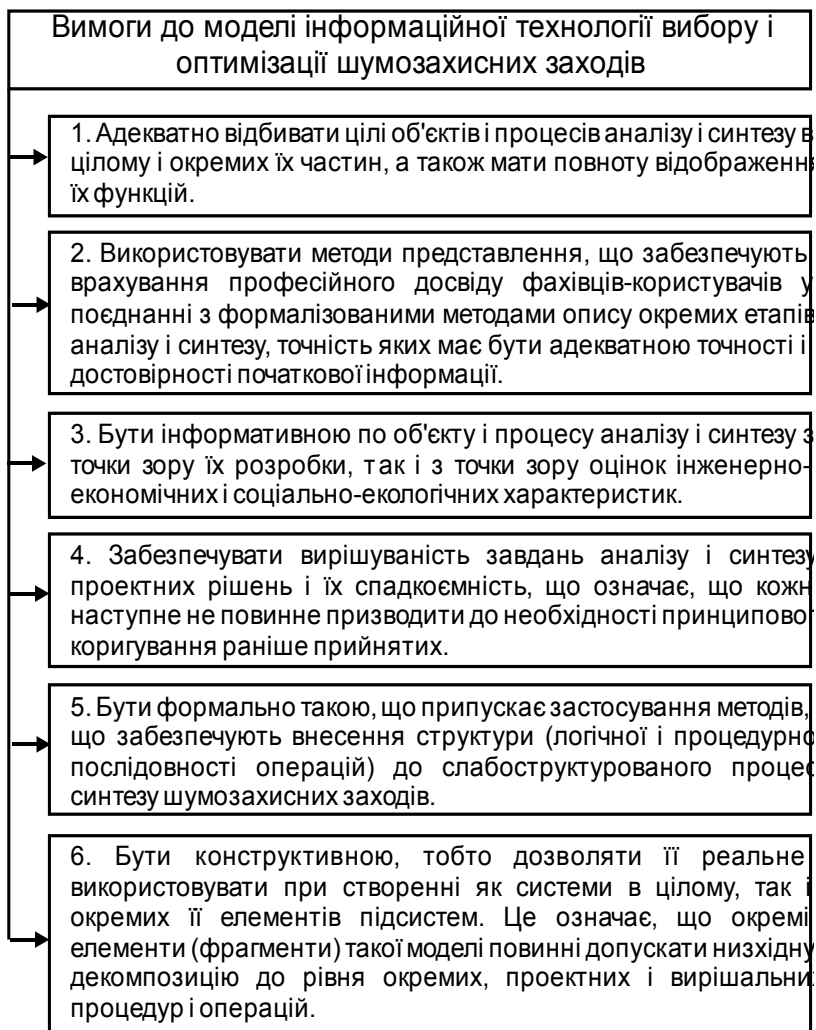 Вимоги до моделі інформаційної технології вибору і
оптимізації шумозахисних заходів
1. Адекватно відбивати цілі об'єктів і процесів аналізу і синтезу в
цілому і окремих їх частин, а також мати повноту відображення
їх функцій.
2. Використовувати методи представлення, що забезпечують
врахування професійного досвіду фахівців-користувачів у
поєднанні з формалізованими методами опису окремих етапів
аналізу і синтезу, точність яких має бути адекватною точності і
достовірності початкової інформації.
3. Бути інформативною по об'єкту і процесу аналізу і синтезу з
точки зору їх розробки, так і з точки зору оцінок інженерно-
економічних і соціально-екологічних характеристик.
4. Забезпечувати вирішуваність завдань аналізу і синтезу
проектних рішень і їх спадкоємність, що означає, що кожн
наступне не повинне призводити до необхідності принципового
коригування раніше прийнятих.
5. Бути формально такою, що припускає застосування методів,
що забезпечують внесення структури (логічної і процедурно
послідовності операцій) до слабоструктурованого процес
синтезу шумозахисних заходів.
6. Бути конструктивною, тобто дозволяти її реальне
використовувати при створенні як системи в цілому, так і
окремих її елементів підсистем. Це означає, що окремі
елементи (фрагменти) такої моделі повинні допускати низхідну
декомпозицію до рівня окремих, проектних і вирішальних
процедур і операцій.